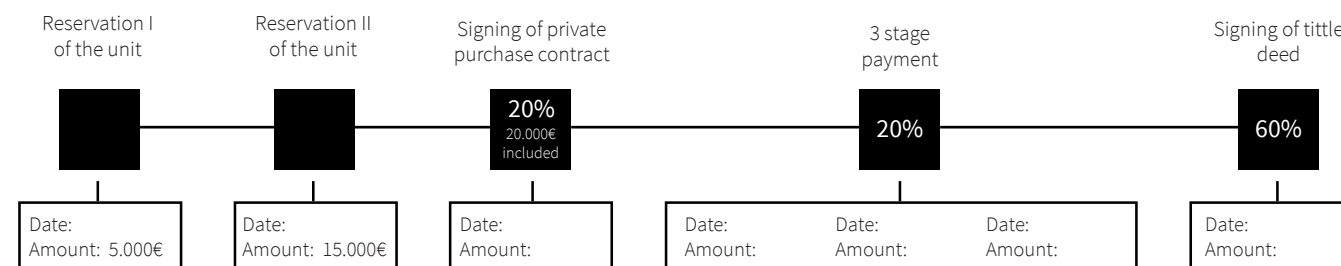 Reservation I
of the unit
Reservation II
of the unit
Signing of private
purchase contract
3 stage
payment
Signing of tittle
deed
20%
20.000€
included
20%
60%
Date:
Amount: 5.000€
Date:
Amount: 15.000€
Date:
Amount:
Date:
Amount:
Date:
Amount:
Date:
Amount:
Date:
Amount: